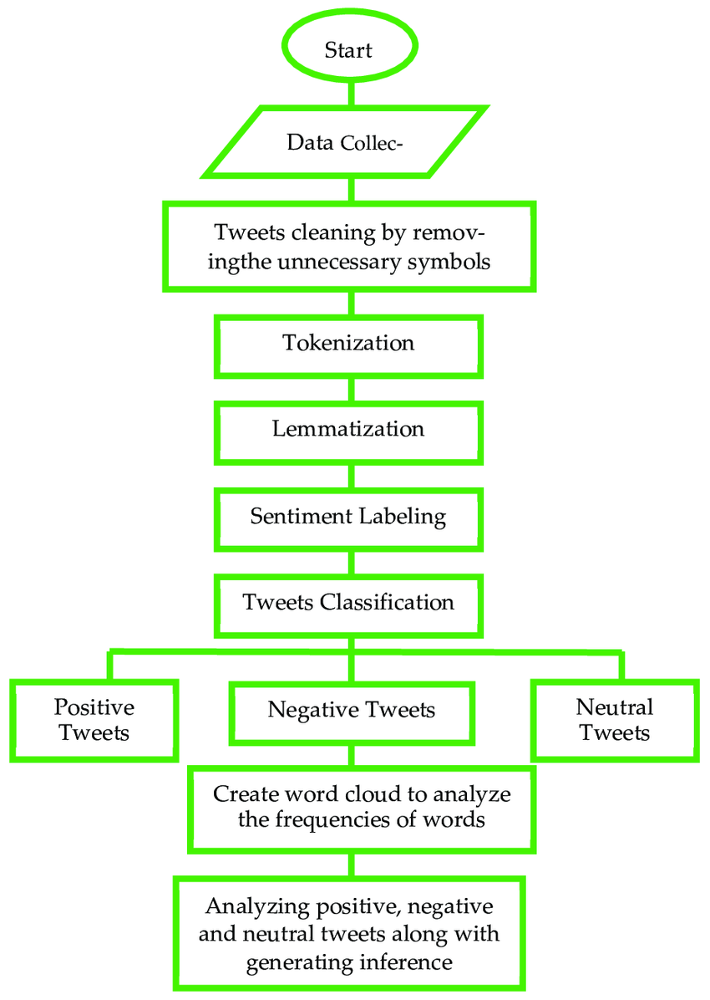 Start
Data Collec-
Tweets cleaning by remov-
ingthe unnecessary symbols
Tokenization
Lemmatization
Sentiment Labeling
Tweets Classification
Positive
Tweets
Negative Tweets
Neutral
Tweets
Create word cloud to analyze
the frequencies of words
Analyzing positive, negative
and neutral tweets along with
generating inference